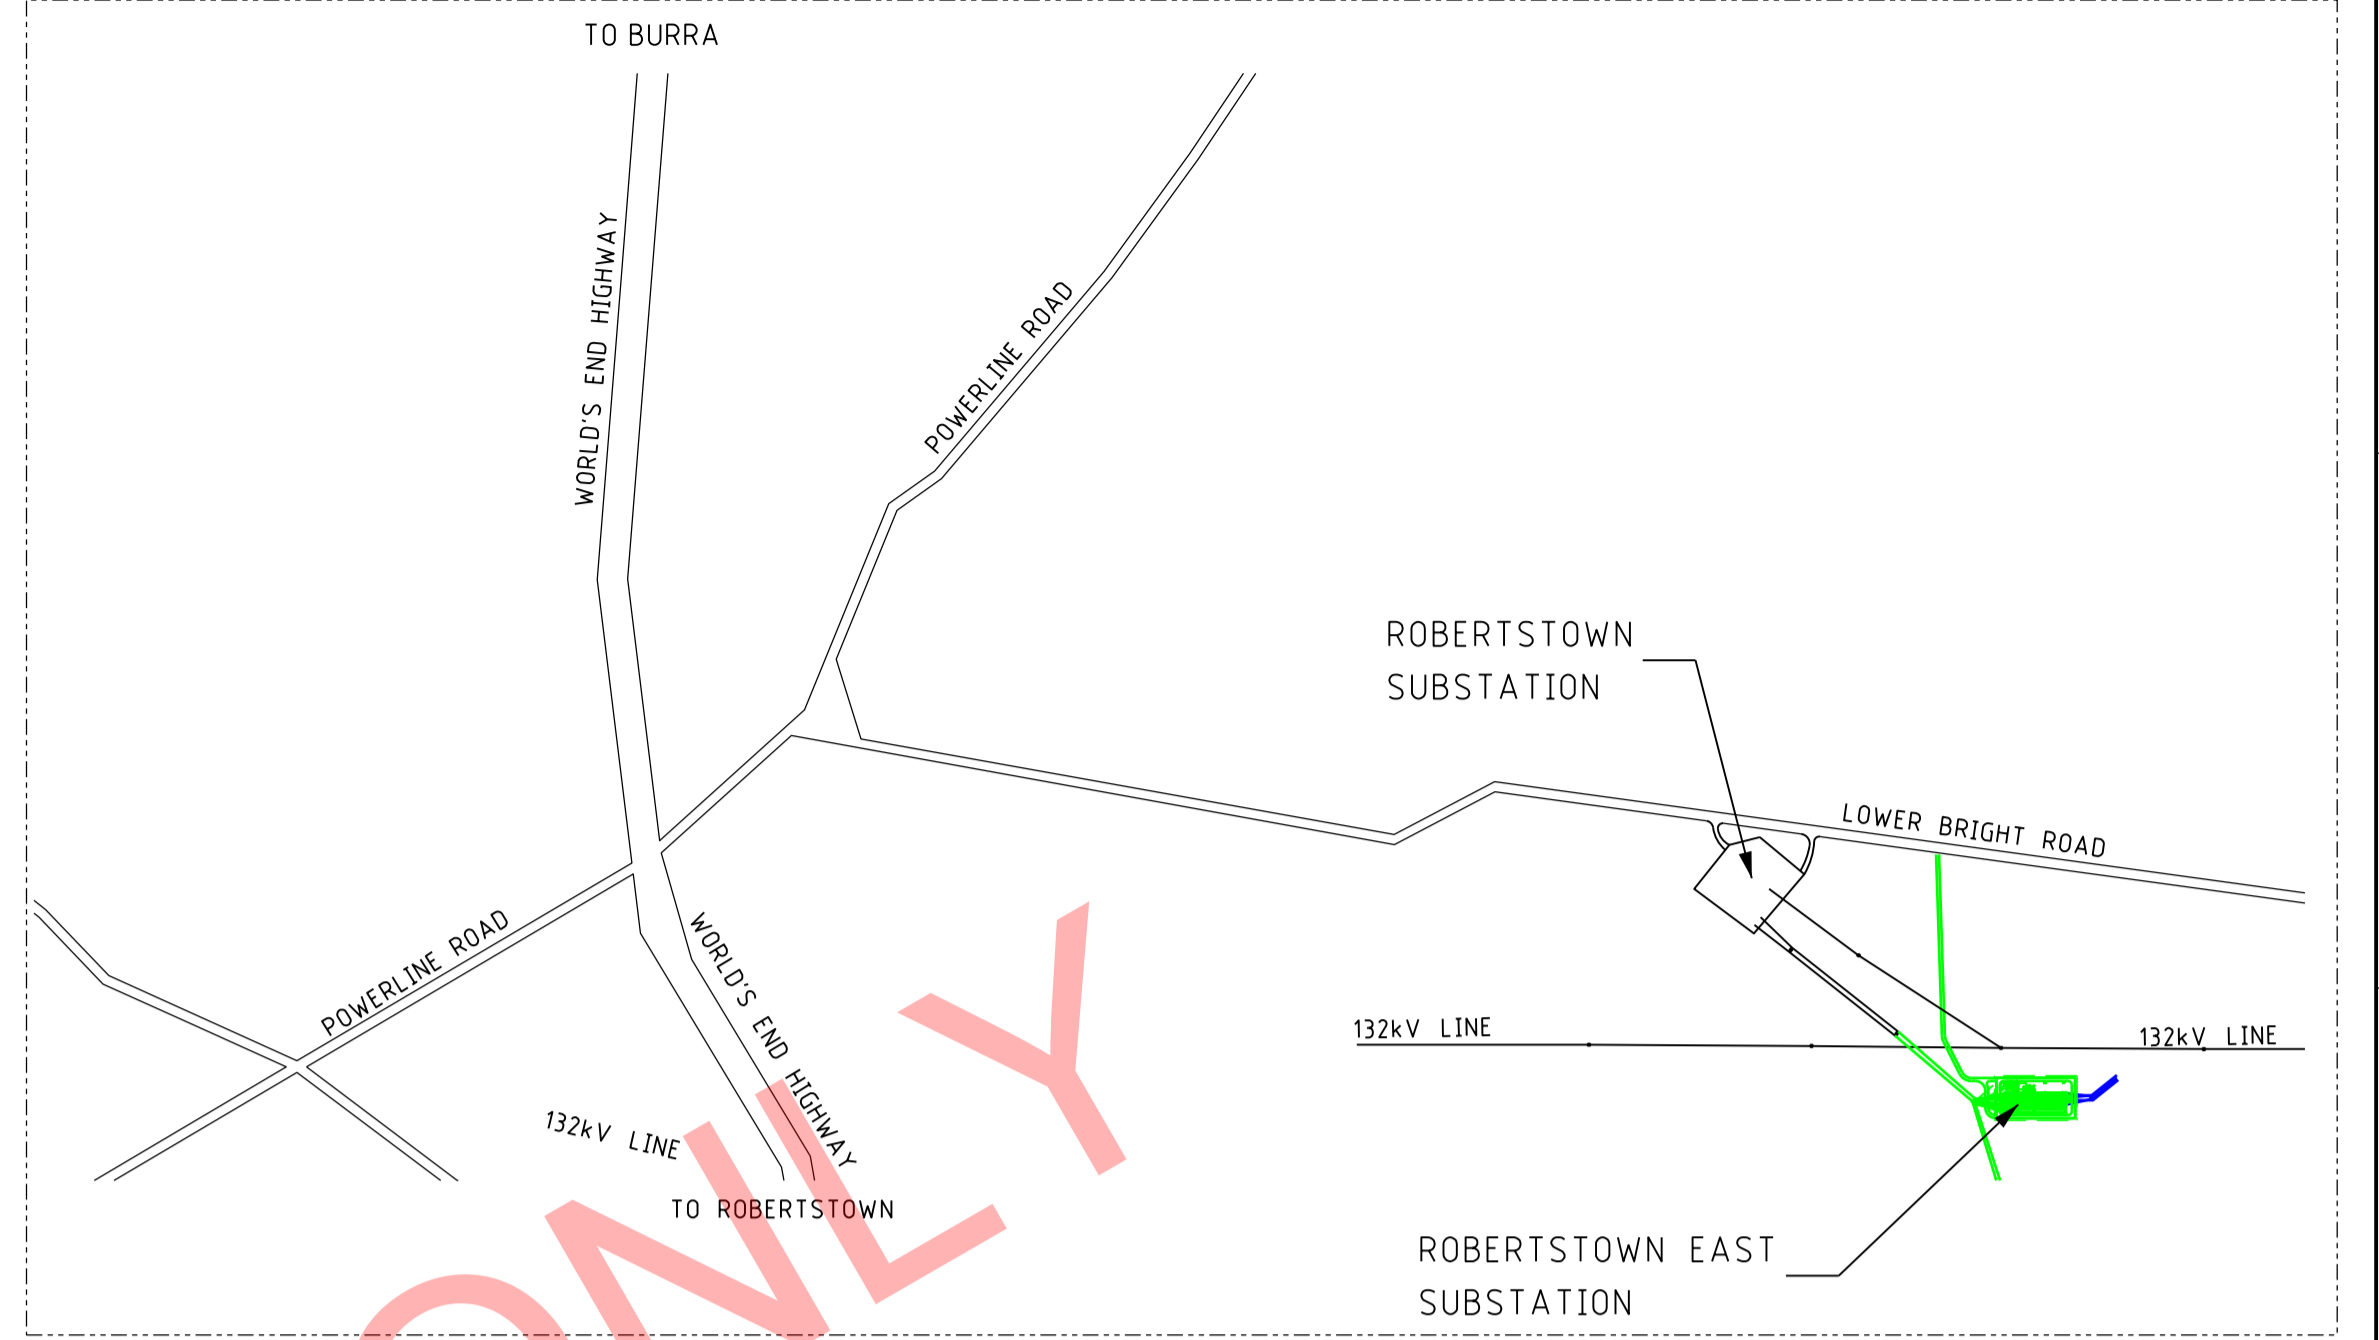 TO BURRA
WORLD'S END HIGHWAY
POWERLINE ROAD
ROBERTSTOWN
SUBSTATION
LOWER BRIGHT ROAD
POWERLINE ROAD
WORLD'S END HIGHWAY
132kV LINE
132kV LINE
132kV LINE
TO ROBERTSTOWN
ROBERTSTOWN EAST
SUBSTATION
ONLY